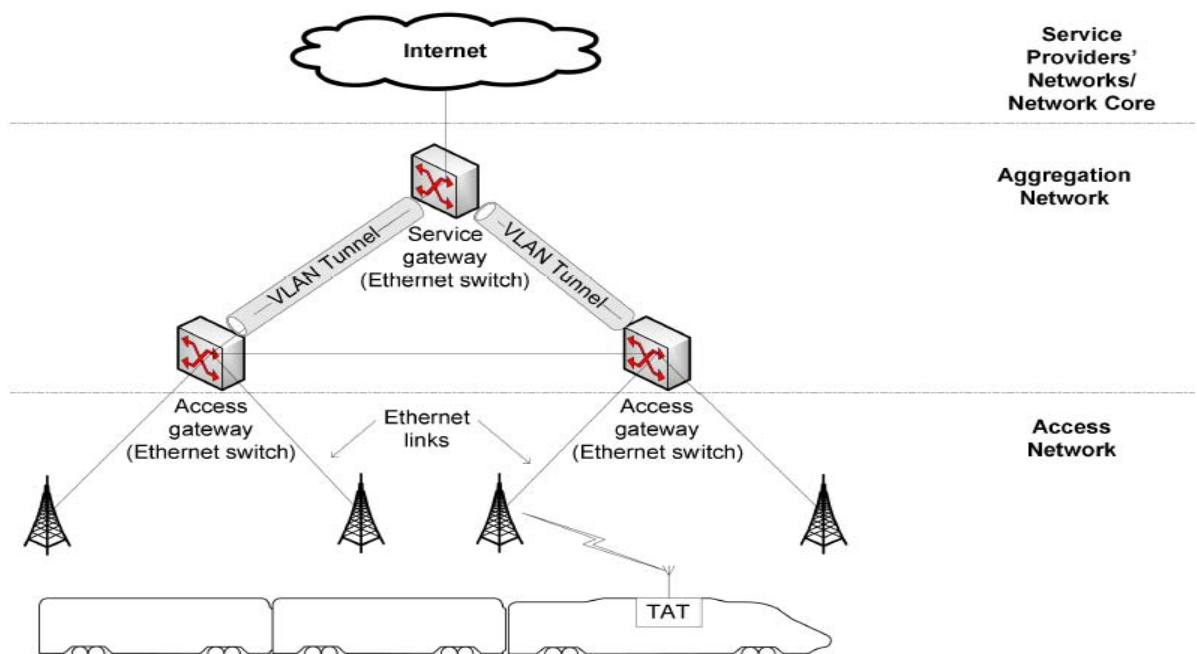 Internet
Service
Providers’
Networks/
Network Core
Aggregation
Network
Service
gateway
(Ethernet switch)
VLAN Tunnel
VLAN Tunnel
Access
gateway
(Ethernet switch)
Ethernet
links
Access
gateway
(Ethernet switch)
Access
Network
TAT